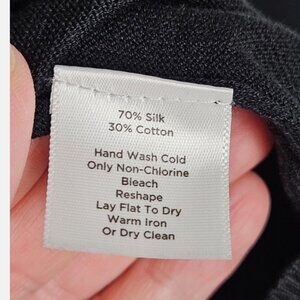 70% Silk
30% Cotton
Hand Wash Cold
Only Non-Chlorine
Bleach
Reshape
Lay Flat To Dry
Warm Iron
Or Dry Clean